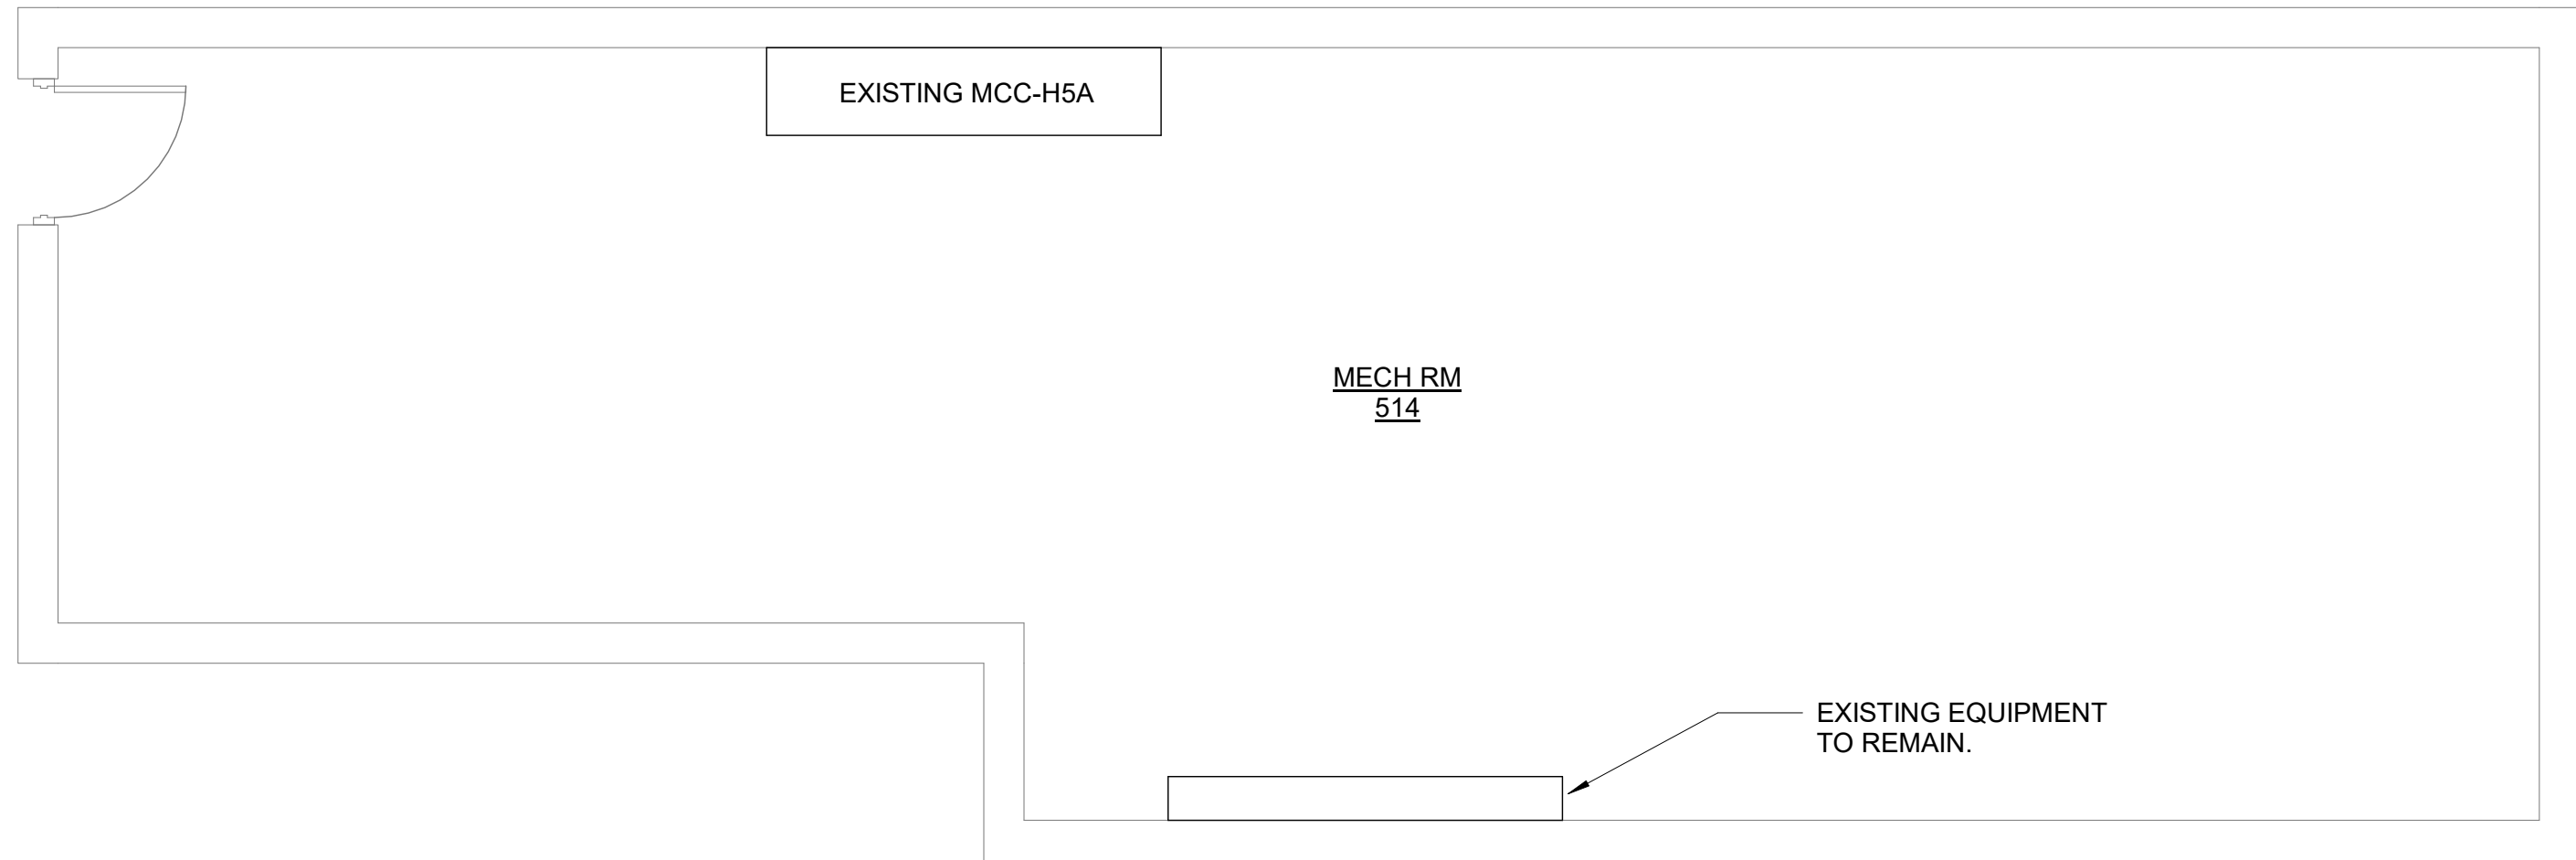 EXISTING MCC-H5A
MECH RM
514
EXISTING EQUIPMENT
TO REMAIN.